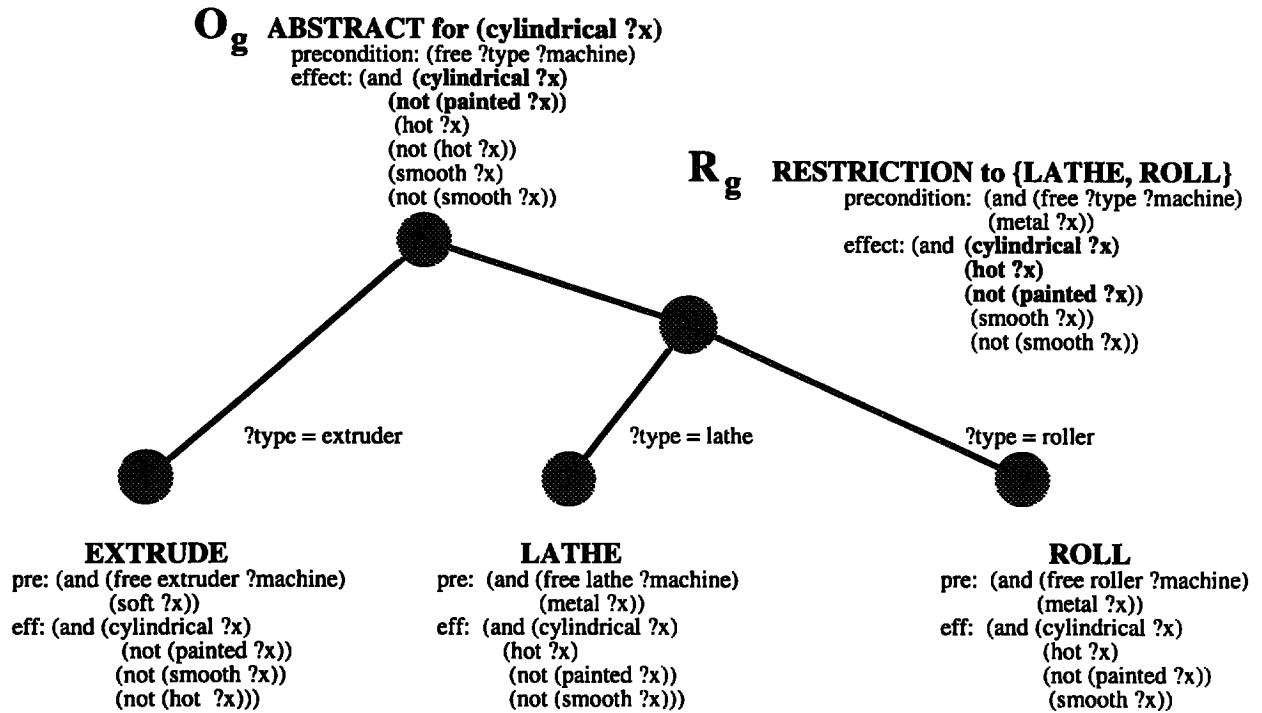 O_g ABSTRACT for (cylindrical ?x)
precondition: (free ?type ?machine)
effect: (and (cylindrical ?x)
(not (painted ?x))
(hot ?x)
(not (hot ?x))
(smooth ?x)
(not (smooth ?x))
R_g RESTRICTION to {LATHE, ROLL}
precondition: (and (free ?type ?machine)
(metal ?x))
effect: (and (cylindrical ?x)
(hot ?x)
(not (painted ?x))
(smooth ?x))
(not (smooth ?x))
?type = extruder
?type = lathe
?type = roller
EXTRUDE
pre: (and (free extruder ?machine)
(soft ?x))
eff: (and (cylindrical ?x)
(not (painted ?x))
(not (smooth ?x))
(not (hot ?x)))
LATHE
pre: (and (free lathe ?machine)
(metal ?x))
eff: (and (cylindrical ?x)
(hot ?x)
(not (painted ?x))
(not (smooth ?x)))
ROLL
pre: (and (free roller ?machine)
(metal ?x))
eff: (and (cylindrical ?x)
(hot ?x)
(not (painted ?x))
(smooth ?x))